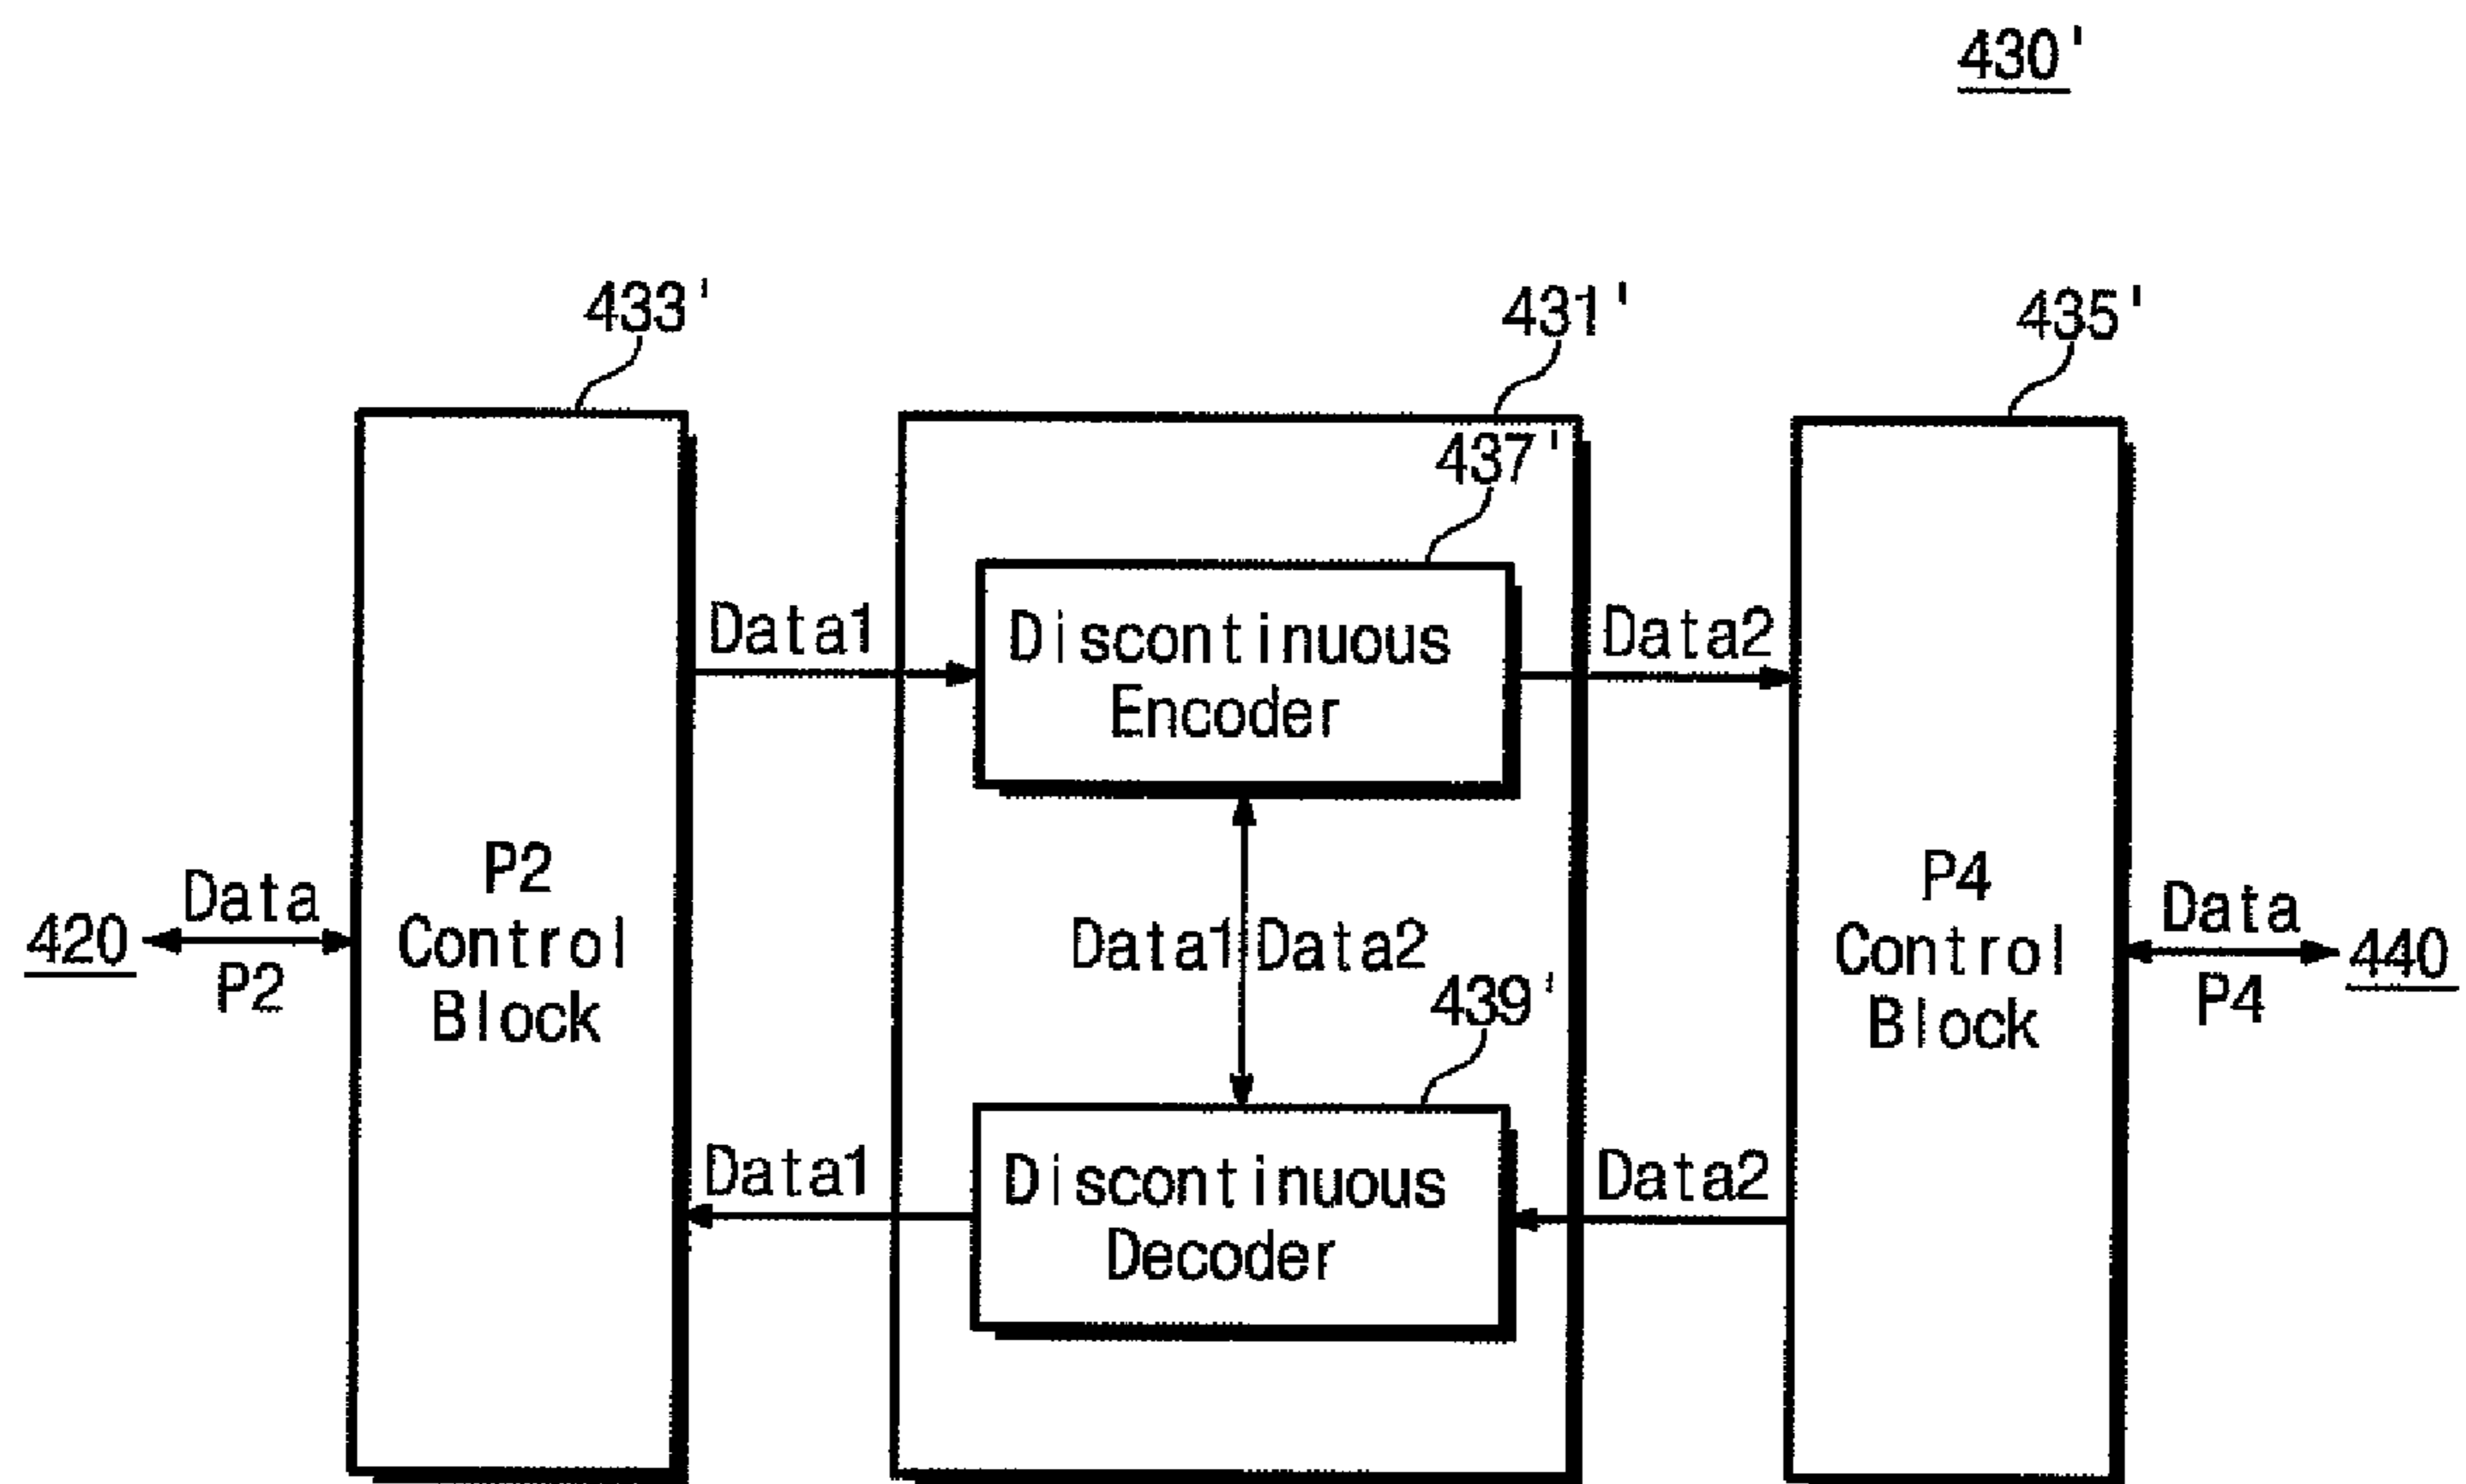 430'
433'
431'
435'
437'
Data1
Discontinuous
Encoder
Data2
P2
Control
Block
Data
P2
420
Data1
Data2
P4
Control
Block
Data
P4
440
439'
Data1
Discontinuous
Decoder
Data2